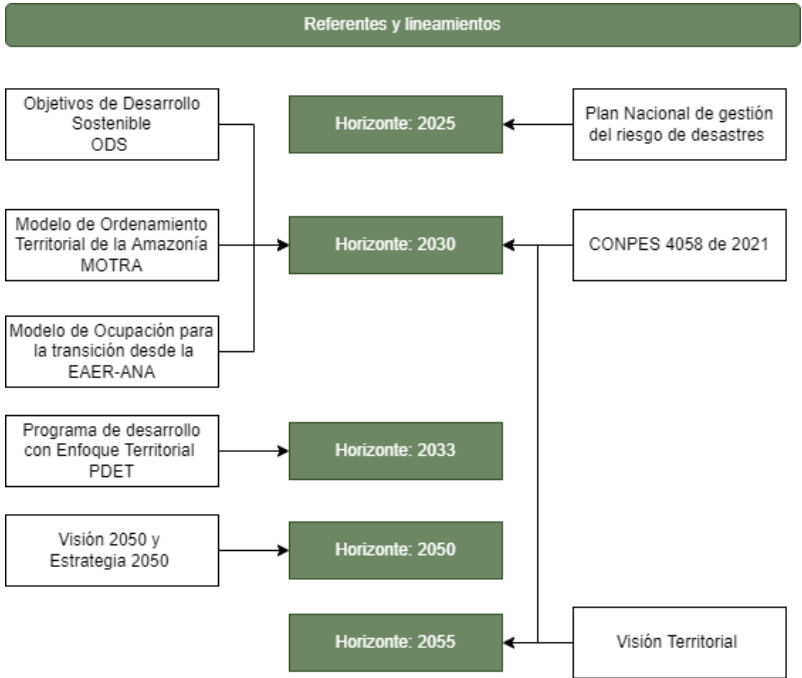 Referentes y lineamientos
Objetivos de Desarrollo
Sostenible
ODS
Horizonte: 2025
Plan Nacional de gestión
del riesgo de desastres
Modelo de Ordenamiento
Territorial de la Amazonía
MOTRA
Horizonte: 2030
CONPES 4058 de 2021
Modelo de Ocupación para
la transición desde la
EAER-ANA
Programa de desarrollo
con Enfoque Territorial
PDET
Horizonte: 2033
Visión 2050 y
Estrategia 2050
Horizonte: 2050
Horizonte: 2055
Visión Territorial